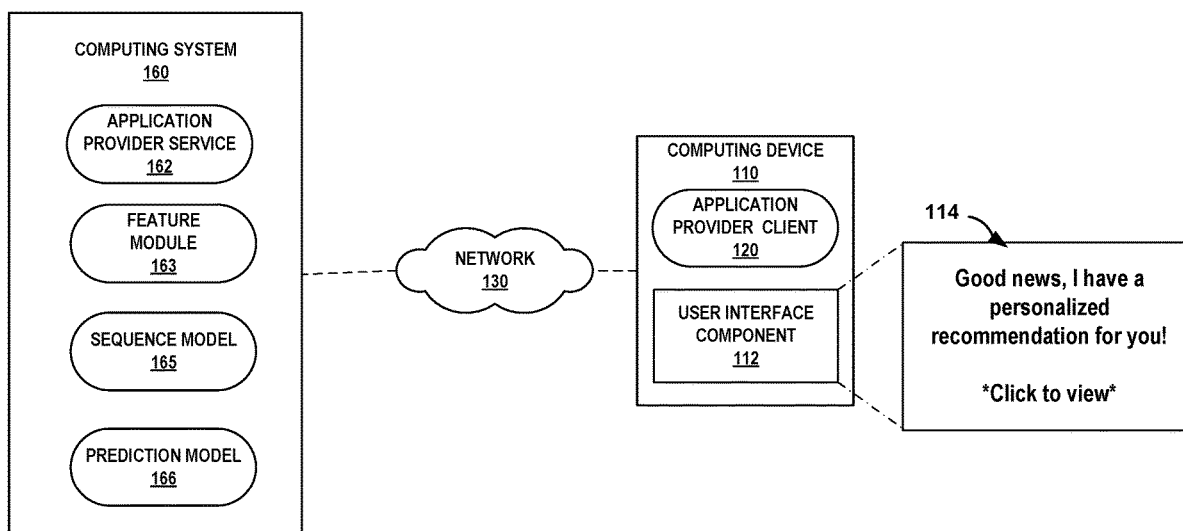 COMPUTING SYSTEM
160
APPLICATION
PROVIDER SERVICE
162
FEATURE
MODULE
163
SEQUENCE MODEL
165
PREDICTION MODEL
166
NETWORK
130
COMPUTING DEVICE
110
APPLICATION
PROVIDER CLIENT
120
USER INTERFACE
COMPONENT
112
114
Good news, I have a
personalized
recommendation for you!
*Click to view*